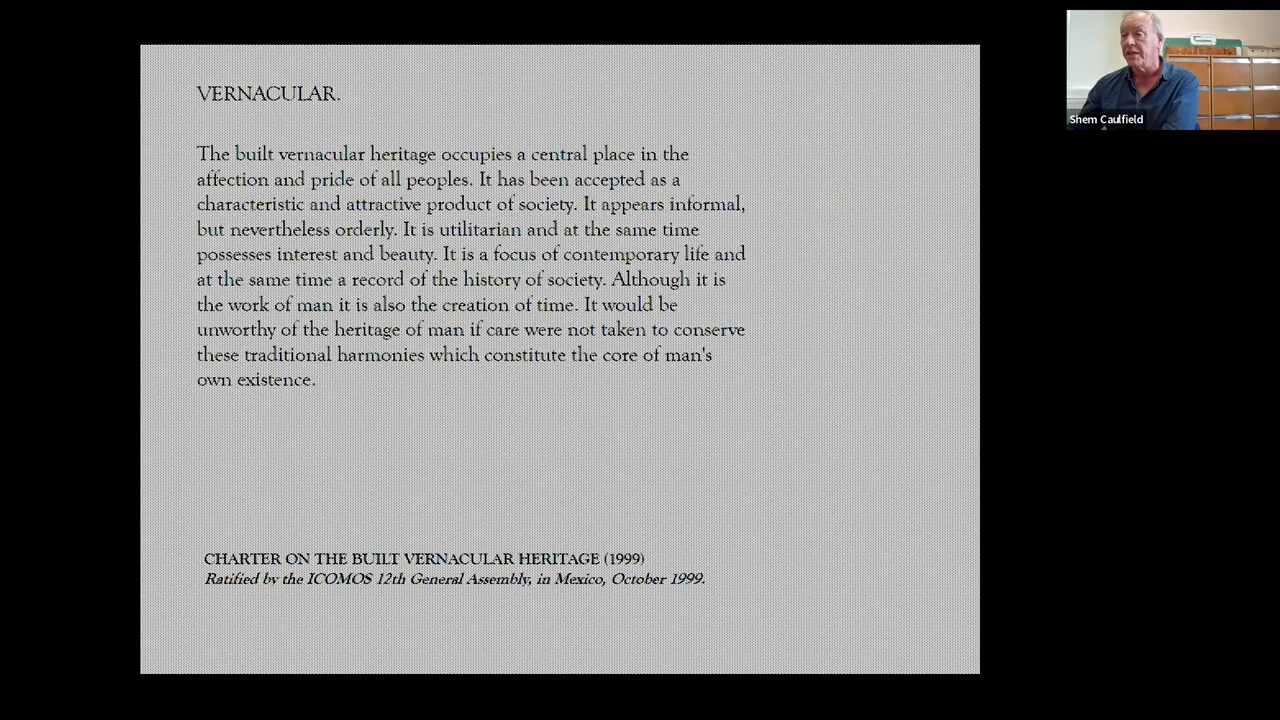 VERNACULAR.
The built vernacular heritage occupies a central place in the
affection and pride of all peoples. It has been accepted as a
characteristic and attractive product of society. It appears informal,
but nevertheless orderly. It is utilitarian and at the same time
possesses interest and beauty. It is a focus of contemporary life and
at the same time a record of the history of society. Although it is
the work of man it is also the creation of time. It would be
unworthy of the heritage of man if care were not taken to conserve
these traditional harmonies which constitute the core of man's
own existence.
CHARTER ON THE BUILT VERNACULAR HERITAGE (1999)
Ratified by the ICOMOS 12th General Assembly, in Mexico, October 1999.
Shem Caulfield